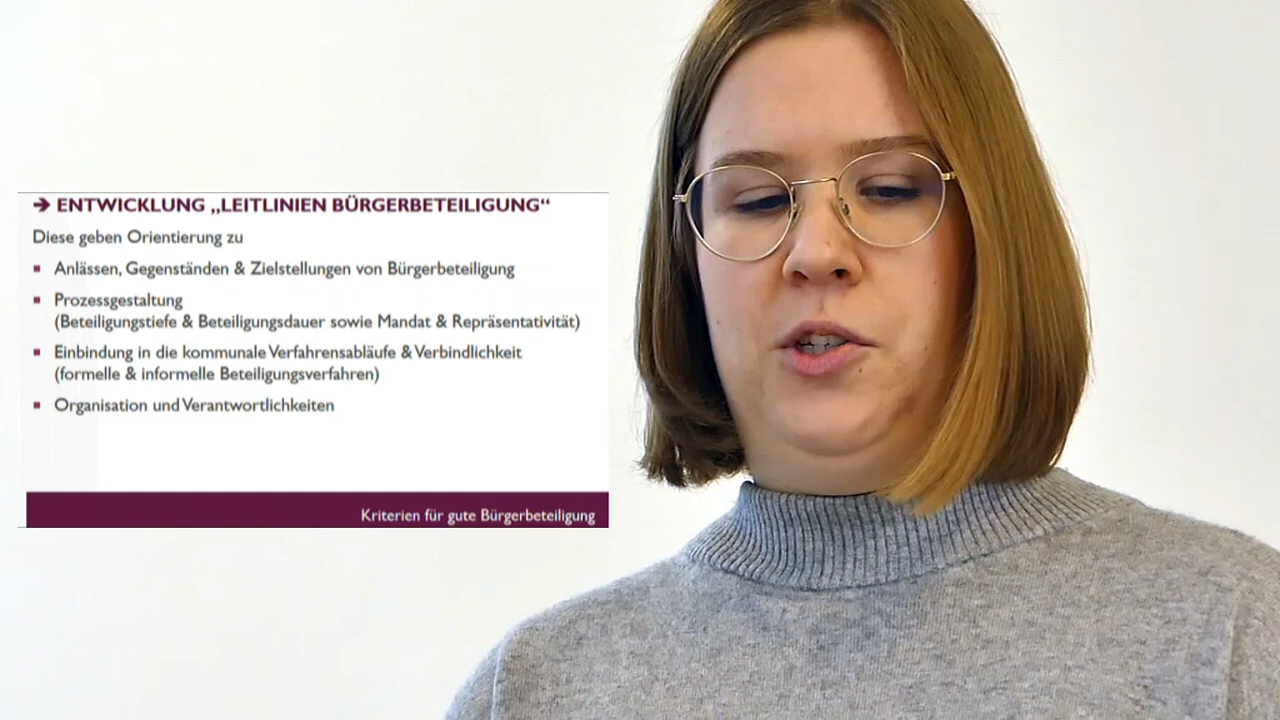 ➔ ENTWICKLUNG „LEITLINIEN BÜRGERBETEILIGUNG“
Diese geben Orientierung zu
▪ Anlässen, Gegenständen & Zielstellungen von Bürgerbeteiligung
▪ Prozessgestaltung
(Beteiligungstiefe & Beteiligungsdauer sowie Mandat & Repräsentativität)
▪ Einbindung in die kommunale Verfahrensabläufe & Verbindlichkeit
(formelle & informelle Beteiligungsverfahren)
▪ Organisation und Verantwortlichkeiten
Kriterien für gute Bürgerbeteiligung